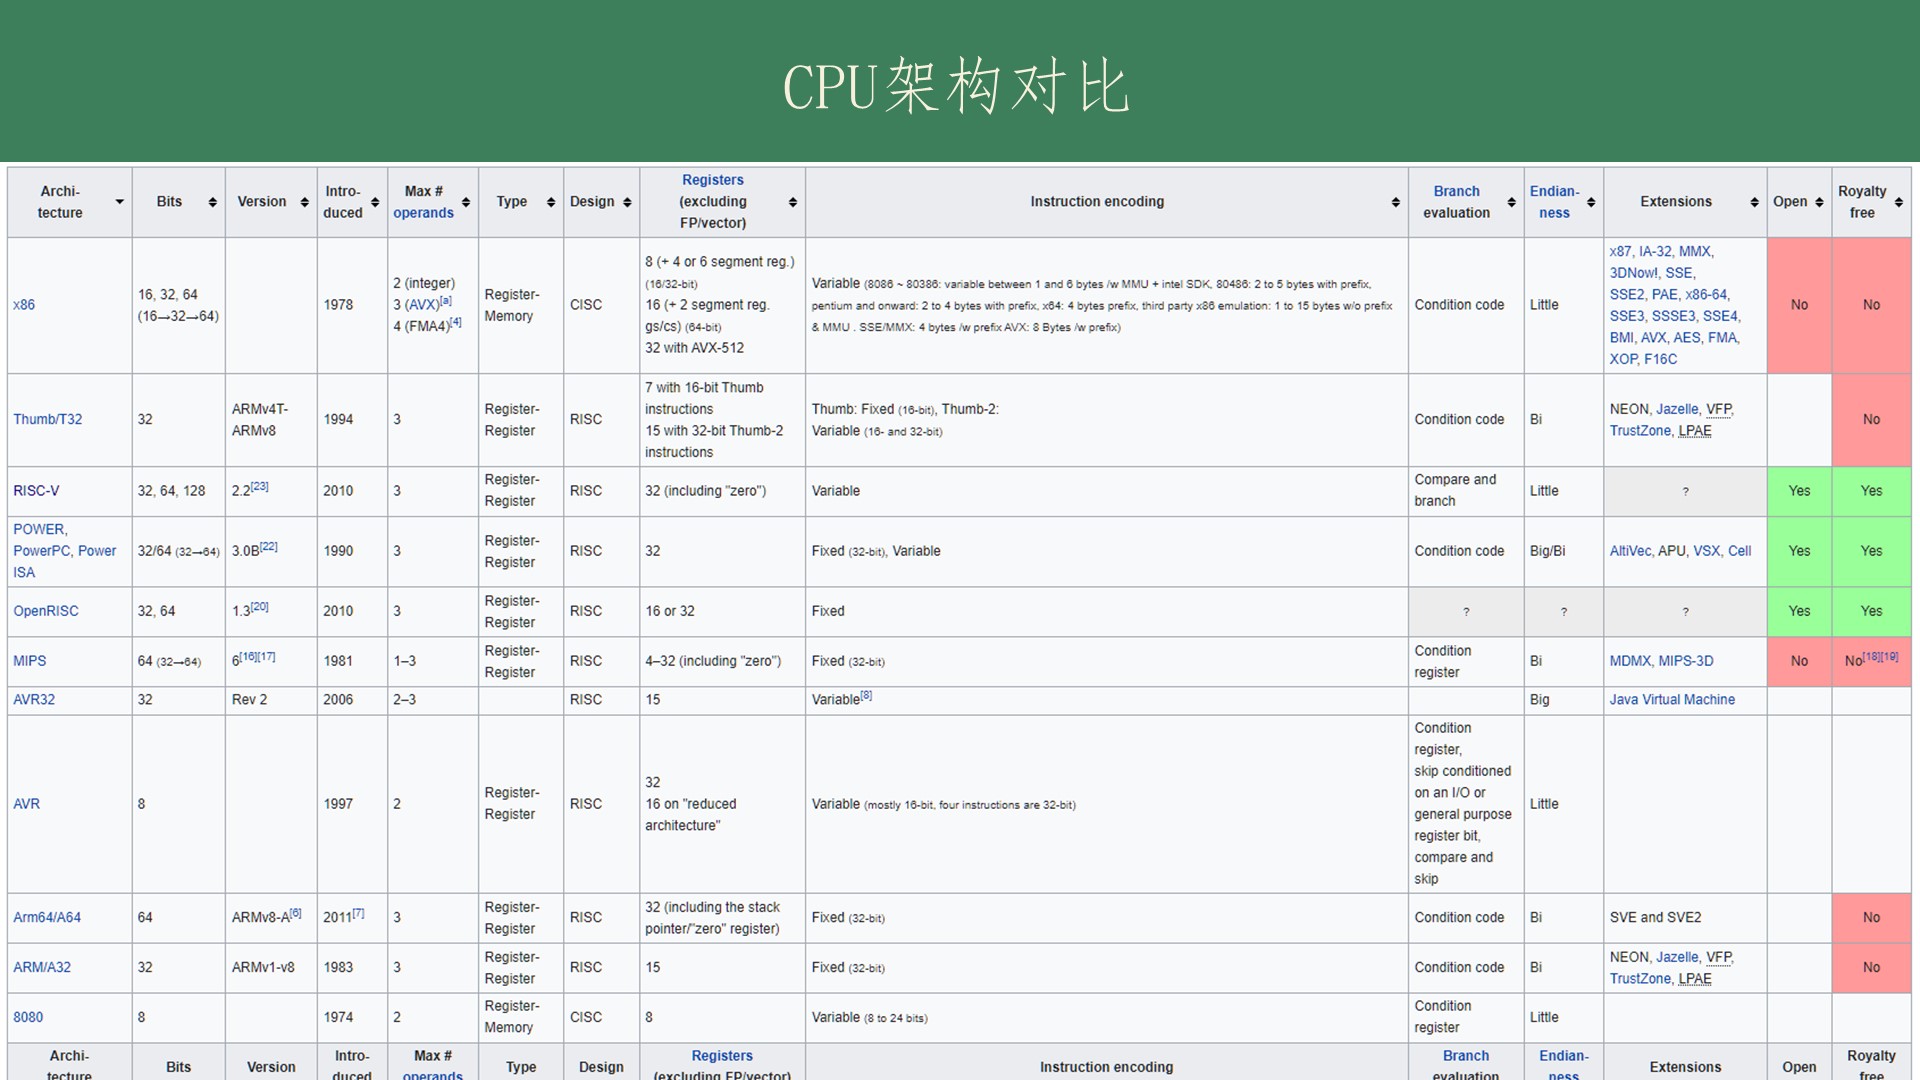 CPU架构对比
Archi-
tecture
Bits
Version
Intro-
duced
Max #
operands
Type
Design
Registers
(excluding
FP/vector)
Instruction encoding
Branch
evaluation
Endian-
ness
Extensions
Open
Royalty
free
x86
16, 32, 64
(16→32→64)
1978
2 (integer)
3 (AVX)[a]
4 (FMA4)[4]
Register-
Memory
CISC
8 (+ 4 or 6 segment reg.)
(16/32-bit)
16 (+ 2 segment reg.
gs/cs) (64-bit)
32 with AVX-512
Variable (8086 ~ 80386: variable between 1 and 6 bytes /w MMU + intel SDK, 80486: 2 to 5 bytes with prefix,
pentium and onward: 2 to 4 bytes with prefix, x64: 4 bytes prefix, third party x86 emulation: 1 to 15 bytes w/o prefix
& MMU . SSE/MMX: 4 bytes /w prefix AVX: 8 Bytes /w prefix)
Condition code
Little
x87, IA-32, MMX,
3DNow!, SSE,
SSE2, PAE, x86-64,
SSE3, SSSE3, SSE4,
BMI, AVX, AES, FMA,
XOP, F16C
No
No
Thumb/T32
32
ARMv4T-
ARMv8
1994
3
Register-
Register
RISC
7 with 16-bit Thumb
instructions
15 with 32-bit Thumb-2
instructions
Thumb: Fixed (16-bit), Thumb-2:
Variable (16- and 32-bit)
Condition code
Bi
NEON, Jazelle, VFP,
TrustZone, LPAE
No
RISC-V
32, 64, 128
2.2[23]
2010
3
Register-
Register
RISC
32 (including "zero")
Variable
Compare and
branch
Little
?
Yes
Yes
POWER,
PowerPC, Power
ISA
32/64 (32→64)
3.0B[22]
1990
3
Register-
Register
RISC
32
Fixed (32-bit), Variable
Condition code
Big/Bi
AltiVec, APU, VSX, Cell
Yes
Yes
OpenRISC
32, 64
1.3[20]
2010
3
Register-
Register
RISC
16 or 32
Fixed
?
?
?
Yes
Yes
MIPS
64 (32→64)
6[16][17]
1981
1–3
Register-
Register
RISC
4–32 (including "zero")
Fixed (32-bit)
Condition
register
Bi
MDMX, MIPS-3D
No
No[18][19]
AVR32
32
Rev 2
2006
2–3
RISC
15
Variable[8]
Big
Java Virtual Machine
AVR
8
1997
2
Register-
Register
RISC
32
16 on "reduced
architecture"
Variable (mostly 16-bit, four instructions are 32-bit)
Condition
register,
skip conditioned
on an I/O or
general purpose
register bit,
compare and
skip
Little
Arm64/A64
64
ARMv8-A[6]
2011[7]
3
Register-
Register
RISC
32 (including the stack
pointer/"zero" register)
Fixed (32-bit)
Condition code
Bi
SVE and SVE2
No
ARM/A32
32
ARMv1-v8
1983
3
Register-
Register
RISC
15
Fixed (32-bit)
Condition code
Bi
NEON, Jazelle, VFP,
TrustZone, LPAE
No
8080
8
1974
2
Register-
Memory
CISC
8
Variable (8 to 24 bits)
Condition
register
Little
Archi-
tecture
Bits
Version
Intro-
duced
Max #
operands
Type
Design
Registers
(excluding FP/vector)
Instruction encoding
Branch
evaluation
Endian-
ness
Extensions
Open
Royalty
free